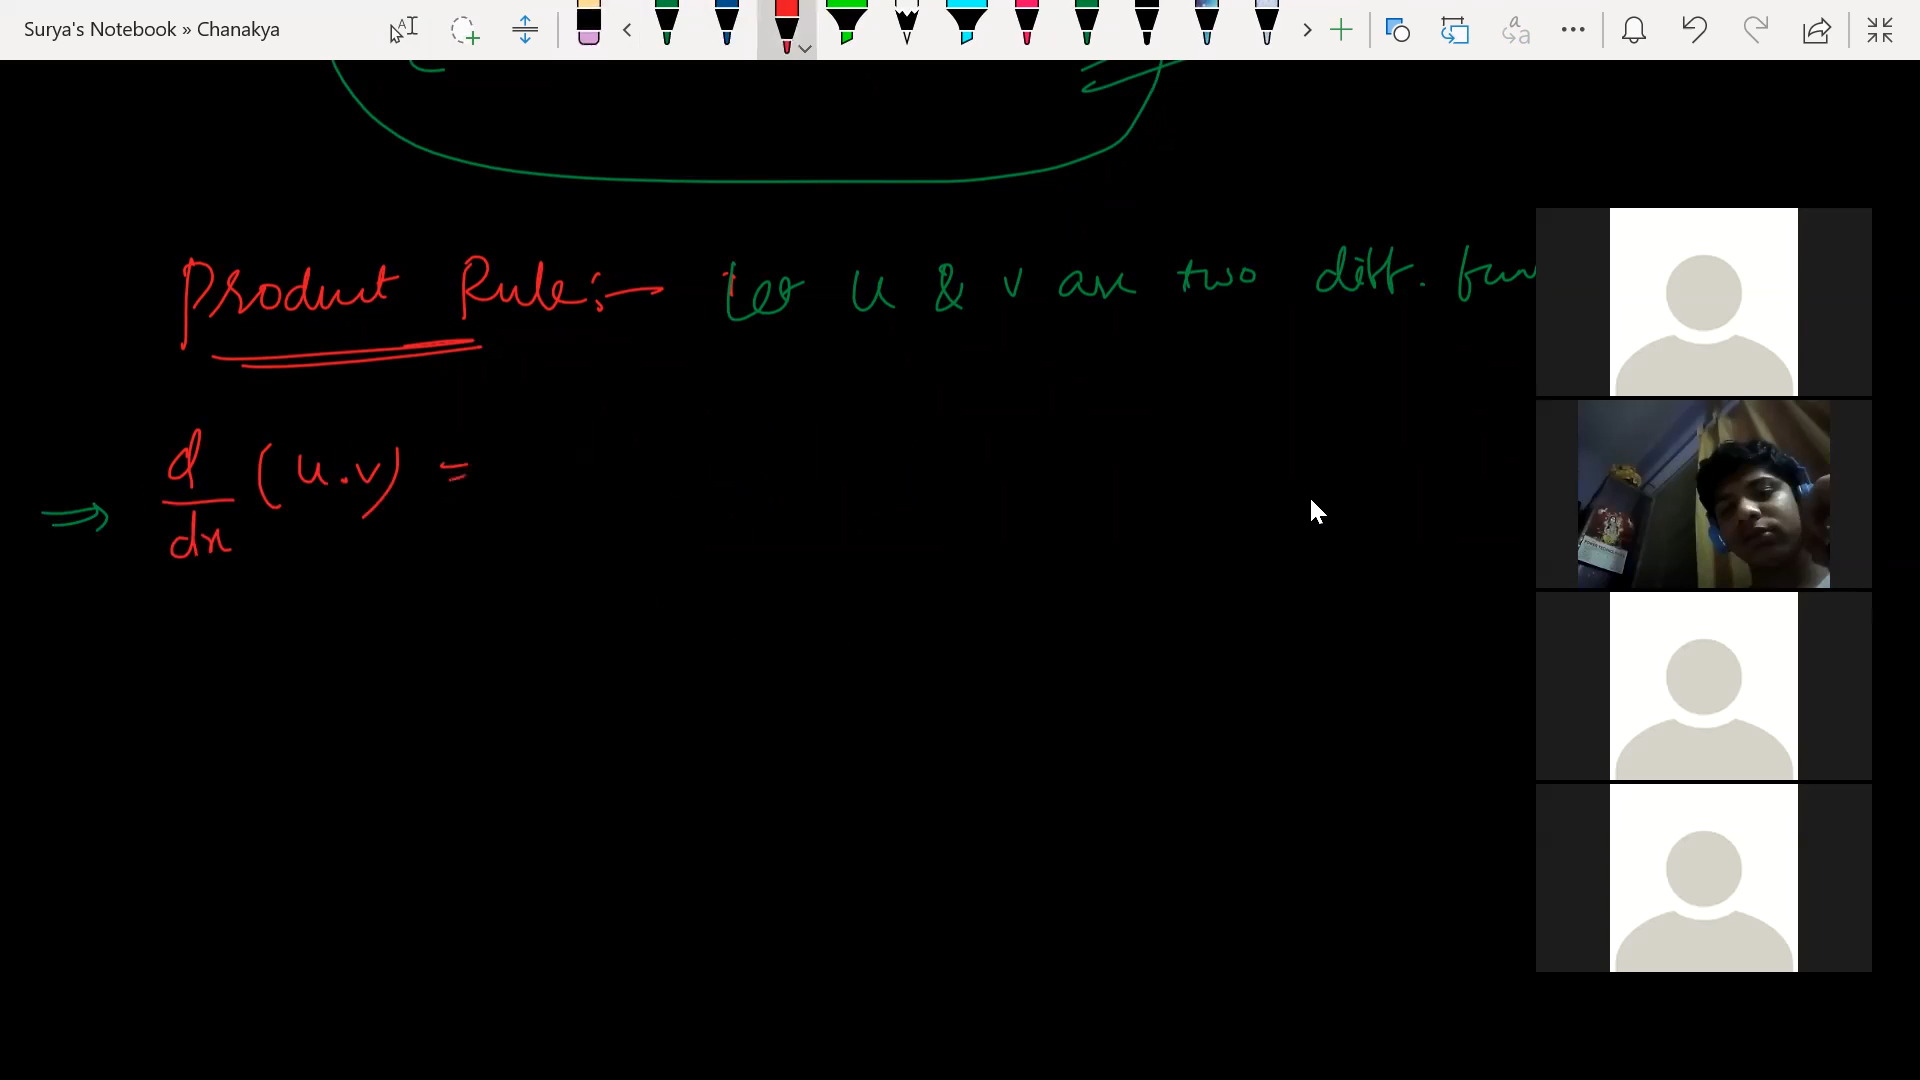 Surya's Notebook » Chanakya
Product Rule:- Let u & v are two diff. fun
⇒ d/dx (u.v) =